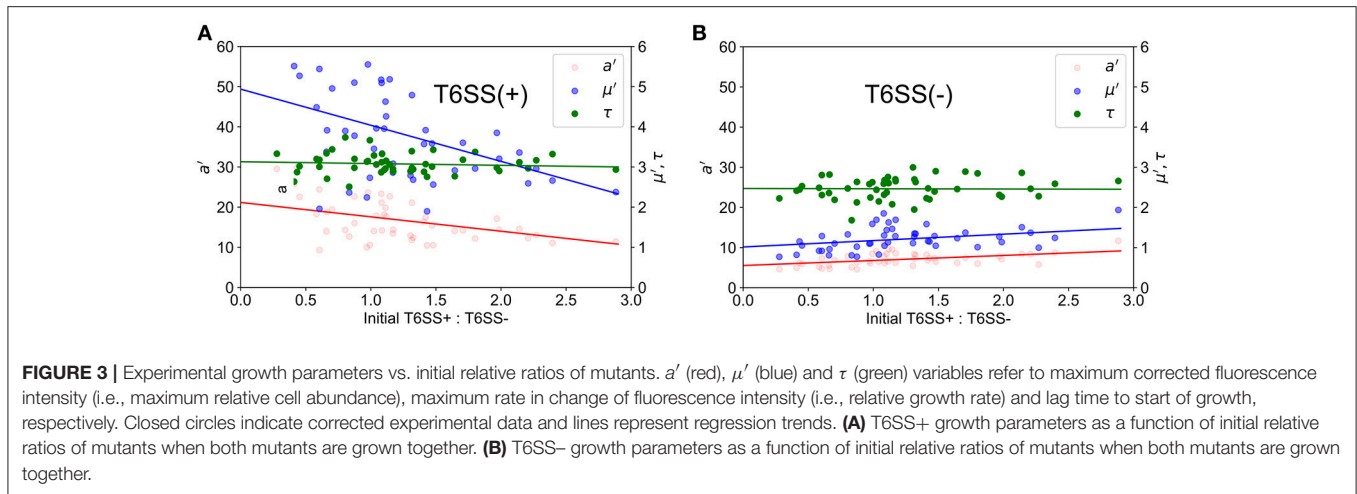 A
B
60
50
40
30
20
10
0
a′
a
T6SS(+)
a′
μ′
τ
6
5
4
3
2
1
0
μ′, τ
0.0 0.5 1.0 1.5 2.0 2.5 3.0
Initial T6SS+ : T6SS-
60
50
40
30
20
10
0
a′
T6SS(-)
a′
μ′
τ
6
5
4
3
2
1
0
μ′, τ
0.0 0.5 1.0 1.5 2.0 2.5 3.0
Initial T6SS+ : T6SS-
FIGURE 3 | Experimental growth parameters vs. initial relative ratios of mutants. a′ (red), μ′ (blue) and τ (green) variables refer to maximum corrected fluorescence
intensity (i.e., maximum relative cell abundance), maximum rate in change of fluorescence intensity (i.e., relative growth rate) and lag time to start of growth,
respectively. Closed circles indicate corrected experimental data and lines represent regression trends. (A) T6SS+ growth parameters as a function of initial relative
ratios of mutants when both mutants are grown together. (B) T6SS– growth parameters as a function of initial relative ratios of mutants when both mutants are grown
together.